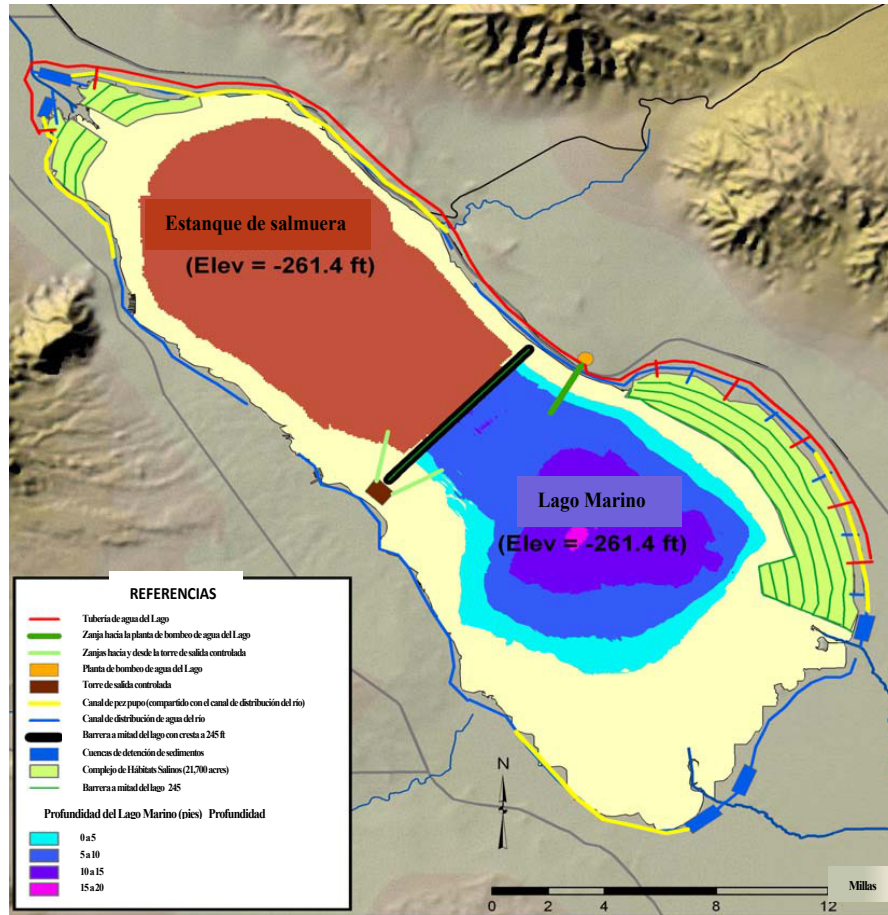 Estanque de salmuera
(Elev = -261.4 ft)
Lago Marino
(Elev = -261.4 ft)
REFERENCIAS
Tubería de agua del Lago
Zanja hacia la planta de bombeo de agua del Lago
Zanjas hacia y desde la torre de salida controlada
Planta de bombeo de agua del Lago
Torre de salida controlada
Canal de pez pupo (compartido con el canal de distribución del río)
Canal de distribución de agua del río
Barrera a mitad del lago con cresta a 245 ft
Cuencas de detención de sedimentos
Complejo de Hábitats Salinos (21,700 acres)
Barrera a mitad del lago 245
Profundidad del Lago Marino (pies) Profundidad
0 a 5
5 a 10
10 a 15
15 a 20
N
Millas
0 2 4 8 12